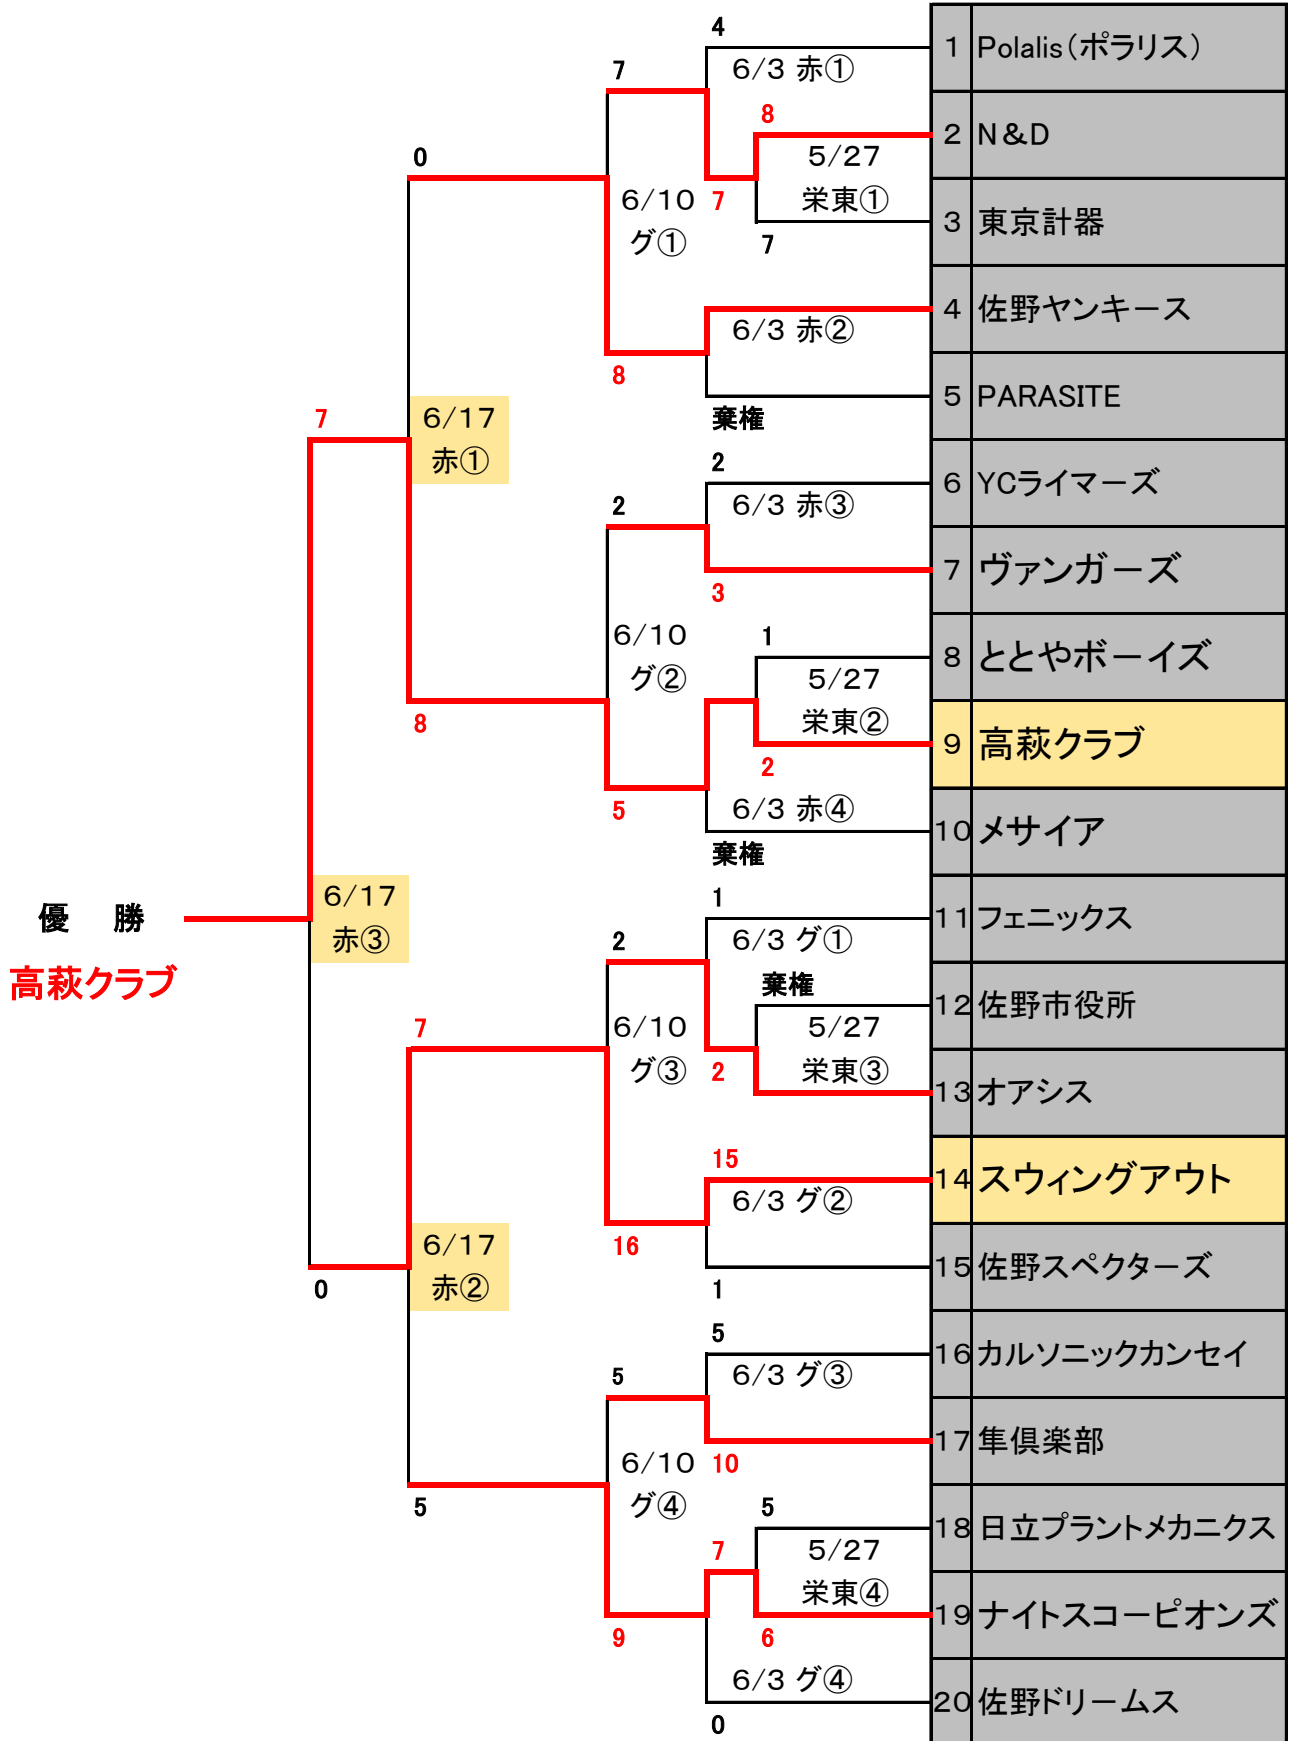 4
1 Polalis（ポラリス）
6/3 赤①
7
8
2 N＆D
5/27
0
栄東①
6/10
7
3 東京計器
グ①
7
4 佐野ヤンキース
6/3 赤②
8
5 PARASITE
棄権
7
6/17
赤①
2
6 YCライマーズ
6/3 赤③
2
7 ヴァンガーズ
3
6/10
1
8 ととやボーイズ
グ②
5/27
栄東②
8
9 高萩クラブ
2
5
6/3 赤④
10 メサイア
棄権
6/17
赤③
1
11 フェニックス
優　勝
高萩クラブ
2
6/3 グ①
棄権
12 佐野市役所
7
6/10
5/27
グ③
2
栄東③
13 オアシス
15
14 スウィングアウト
6/3 グ②
16
6/17
赤②
15 佐野スペクターズ
0
1
5
16 カルソニックカンセイ
6/3 グ③
5
17 隼倶楽部
10
6/10
グ④
5
5
18 日立プラントメカニクス
7
5/27
栄東④
19 ナイトスコーピオンズ
9
6
6/3 グ④
20 佐野ドリームス
0